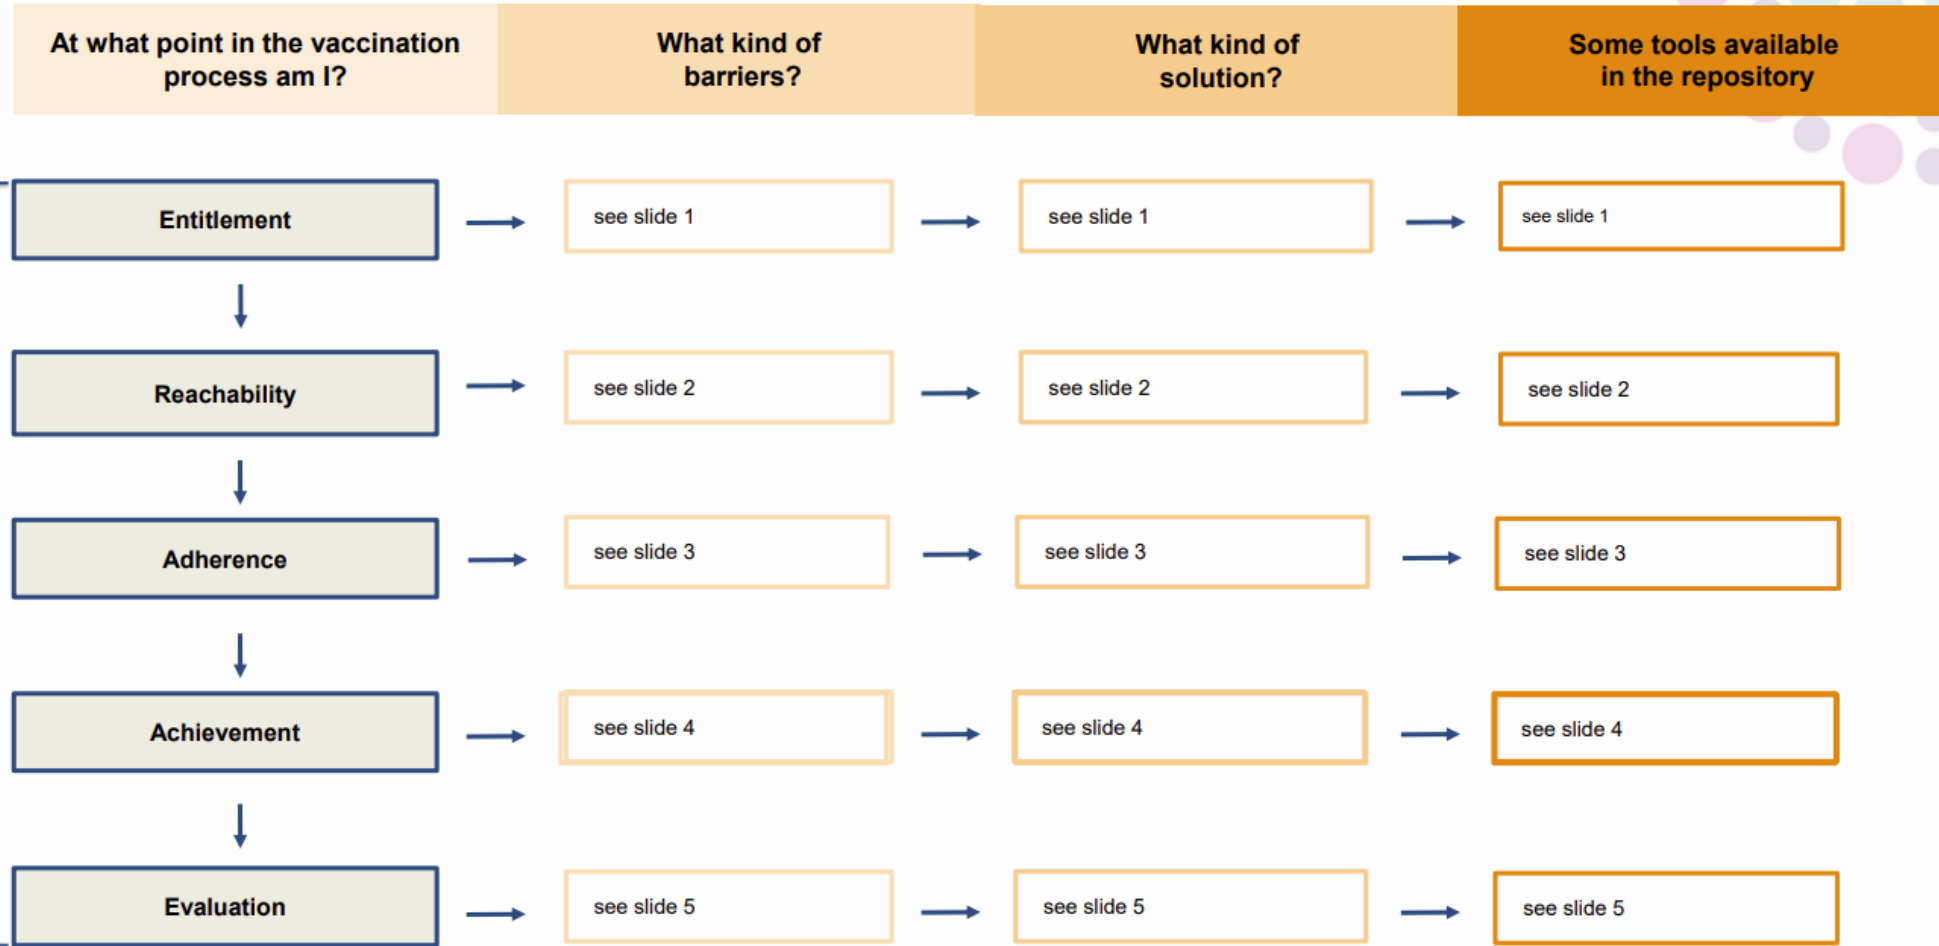 At what point in the vaccination
process am I?
What kind of
barriers?
What kind of
solution?
Some tools available
in the repository
Entitlement
see slide 1
see slide 1
see slide 1
Reachability
see slide 2
see slide 2
see slide 2
Adherence
see slide 3
see slide 3
see slide 3
Achievement
see slide 4
see slide 4
see slide 4
Evaluation
see slide 5
see slide 5
see slide 5